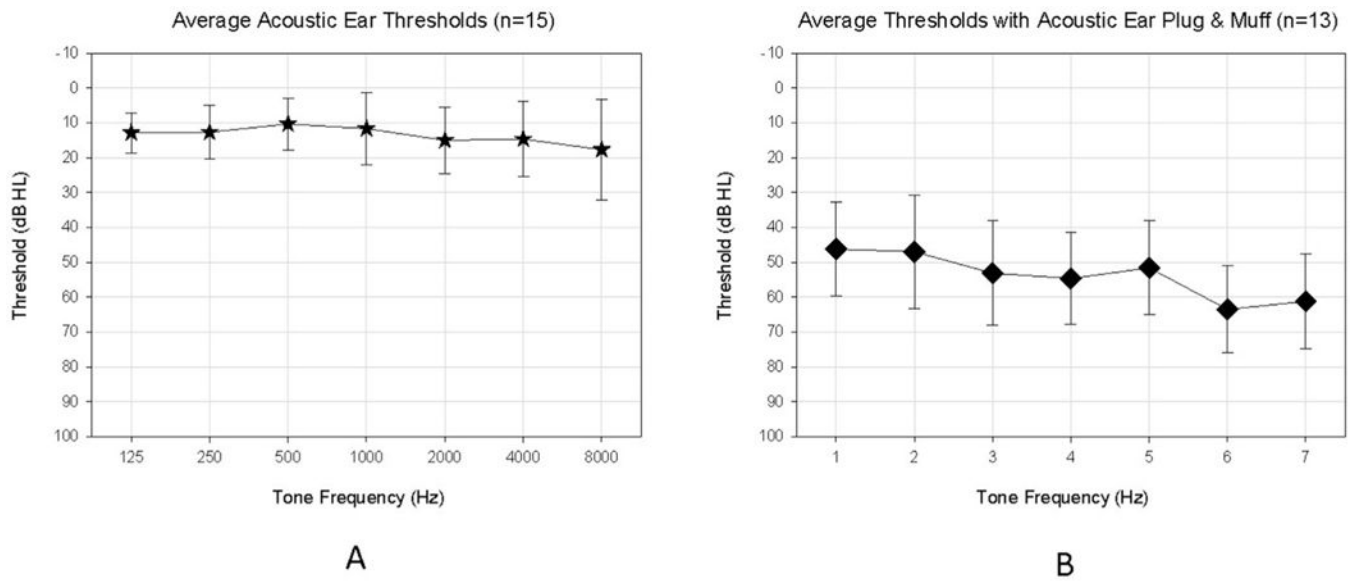 Average Acoustic Ear Thresholds (n=15)
-10
0
10
20
30
40
50
60
70
80
90
100
Threshold (dB HL)
125 250 500 1000 2000 4000 8000
Tone Frequency (Hz)
A
Average Thresholds with Acoustic Ear Plug & Muff (n=13)
-10
0
10
20
30
40
50
60
70
80
90
100
Threshold (dB HL)
1 2 3 4 5 6 7
Tone Frequency (Hz)
B